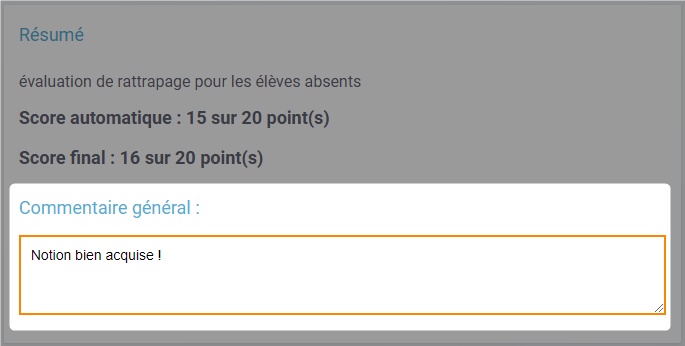 Résumé
évaluation de rattrapage pour les élèves absents
Score automatique : 15 sur 20 point(s)
Score final : 16 sur 20 point(s)
Commentaire général :
Notion bien acquise !